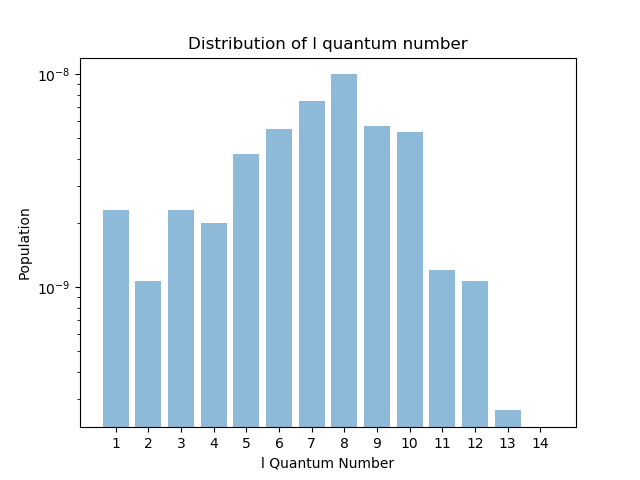 Distribution of l quantum number
10⁻⁸
10⁻⁹
Population
1 2 3 4 5 6 7 8 9 10 11 12 13 14
l Quantum Number